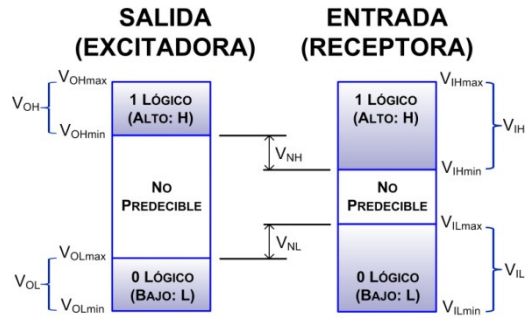 SALIDA
(EXCITADORA)
ENTRADA
(RECEPTORA)
VOHmax
VOH
VOHmin
1 LÓGICO
(ALTO: H)
NO
PREDECIBLE
VOLmax
VOL
VOLmin
0 LÓGICO
(BAJO: L)
VNH
VNL
1 LÓGICO
(ALTO: H)
NO
PREDECIBLE
0 LÓGICO
(BAJO: L)
VIHmax
VIH
VIHmin
VILmax
VIL
VILmin